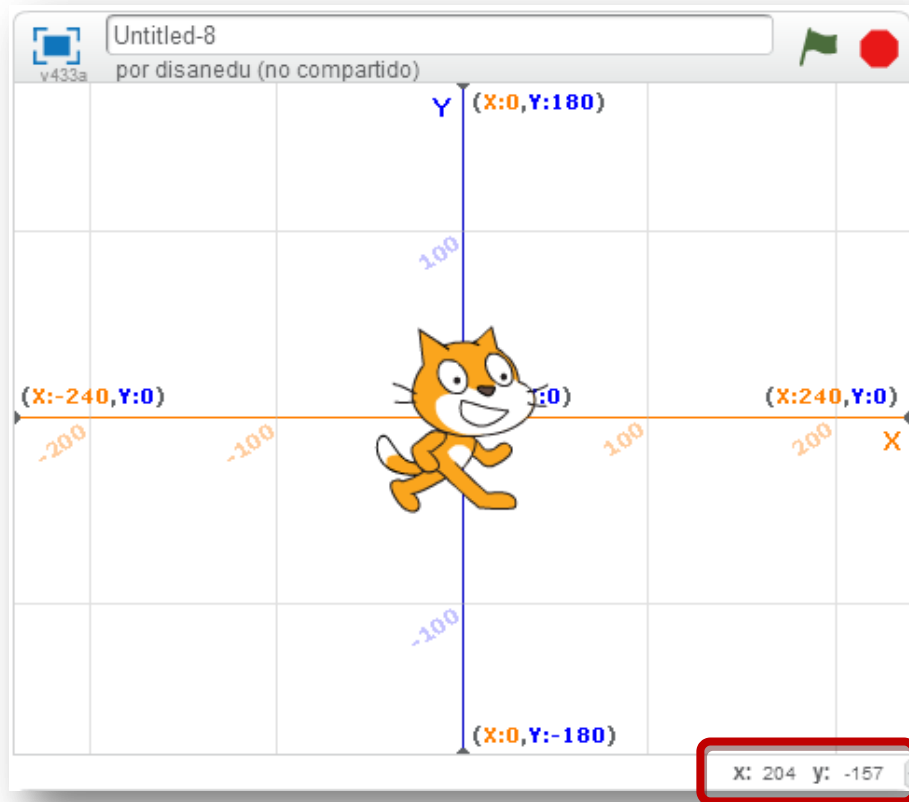 Untitled-8
v433a por disanedu (no compartido)
Y (X:0,Y:180)
100
(X:-240,Y:0) :0) (X:240,Y:0)
-200 -100 100 200 X
-100
(X:0,Y:-180)
x: 204 y: -157